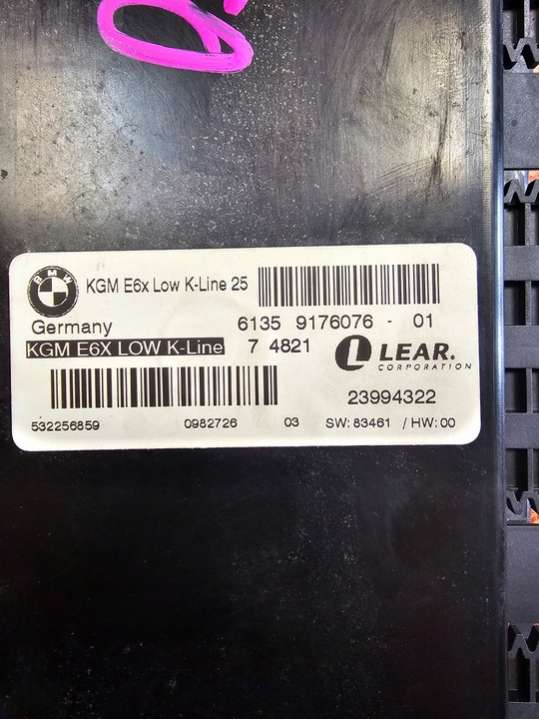 BMW
KGM E6x Low K-Line 25
Germany
6135 9176076 - 01
KGM E6X LOW K-Line
7 4821
LEAR.
CORPORATION
23994322
532256859 0982726 03 SW: 83461 / HW: 00